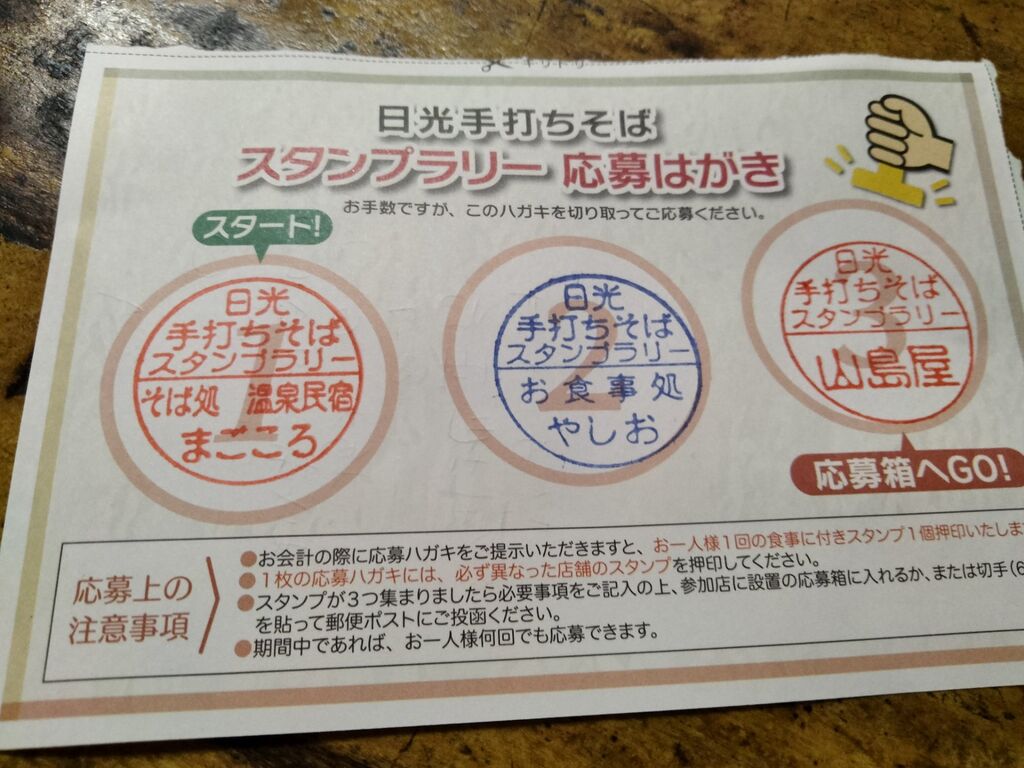 キリトリ
日光手打ちそば
スタンプラリー 応募はがき
お手数ですが、このハガキを切り取ってご応募ください。
スタート!
1
日光
手打ちそば
スタンプラリー
そば処 温泉民宿
まごころ
2
日光
手打ちそば
スタンプラリー
お食事処
やしお
3
日光
手打ちそば
スタンプラリー
山島屋
応募箱へGO!
応募上の
注意事項
●お会計の際に応募ハガキをご提示いただきますと、お一人様1回の食事に付きスタンプ1個押印いたしま
●1枚の応募ハガキには、必ず異なった店舗のスタンプを押印してください。
●スタンプが3つ集まりましたら必要事項をご記入の上、参加店に設置の応募箱に入れるか、または切手(6
を貼って郵便ポストにご投函ください。
●期間中であれば、お一人様何回でも応募できます。